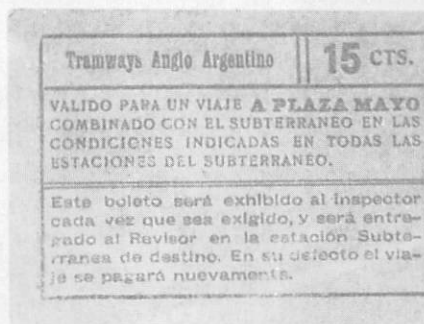 Tramways Anglo Argentino 15 CTS.
VALIDO PARA UN VIAJE A PLAZA MAYO
COMBINADO CON EL SUBTERRANEO EN LAS
CONDICIONES INDICADAS EN TODAS LAS
ESTACIONES DEL SUBTERRANEO.
Este boleto será exhibido al Inspector
cada vez que sea exigido, y será entre-
gado al Revisor en la estación Subte-
rranea de destino. En su defecto el via-
je se pagará nuevamente.